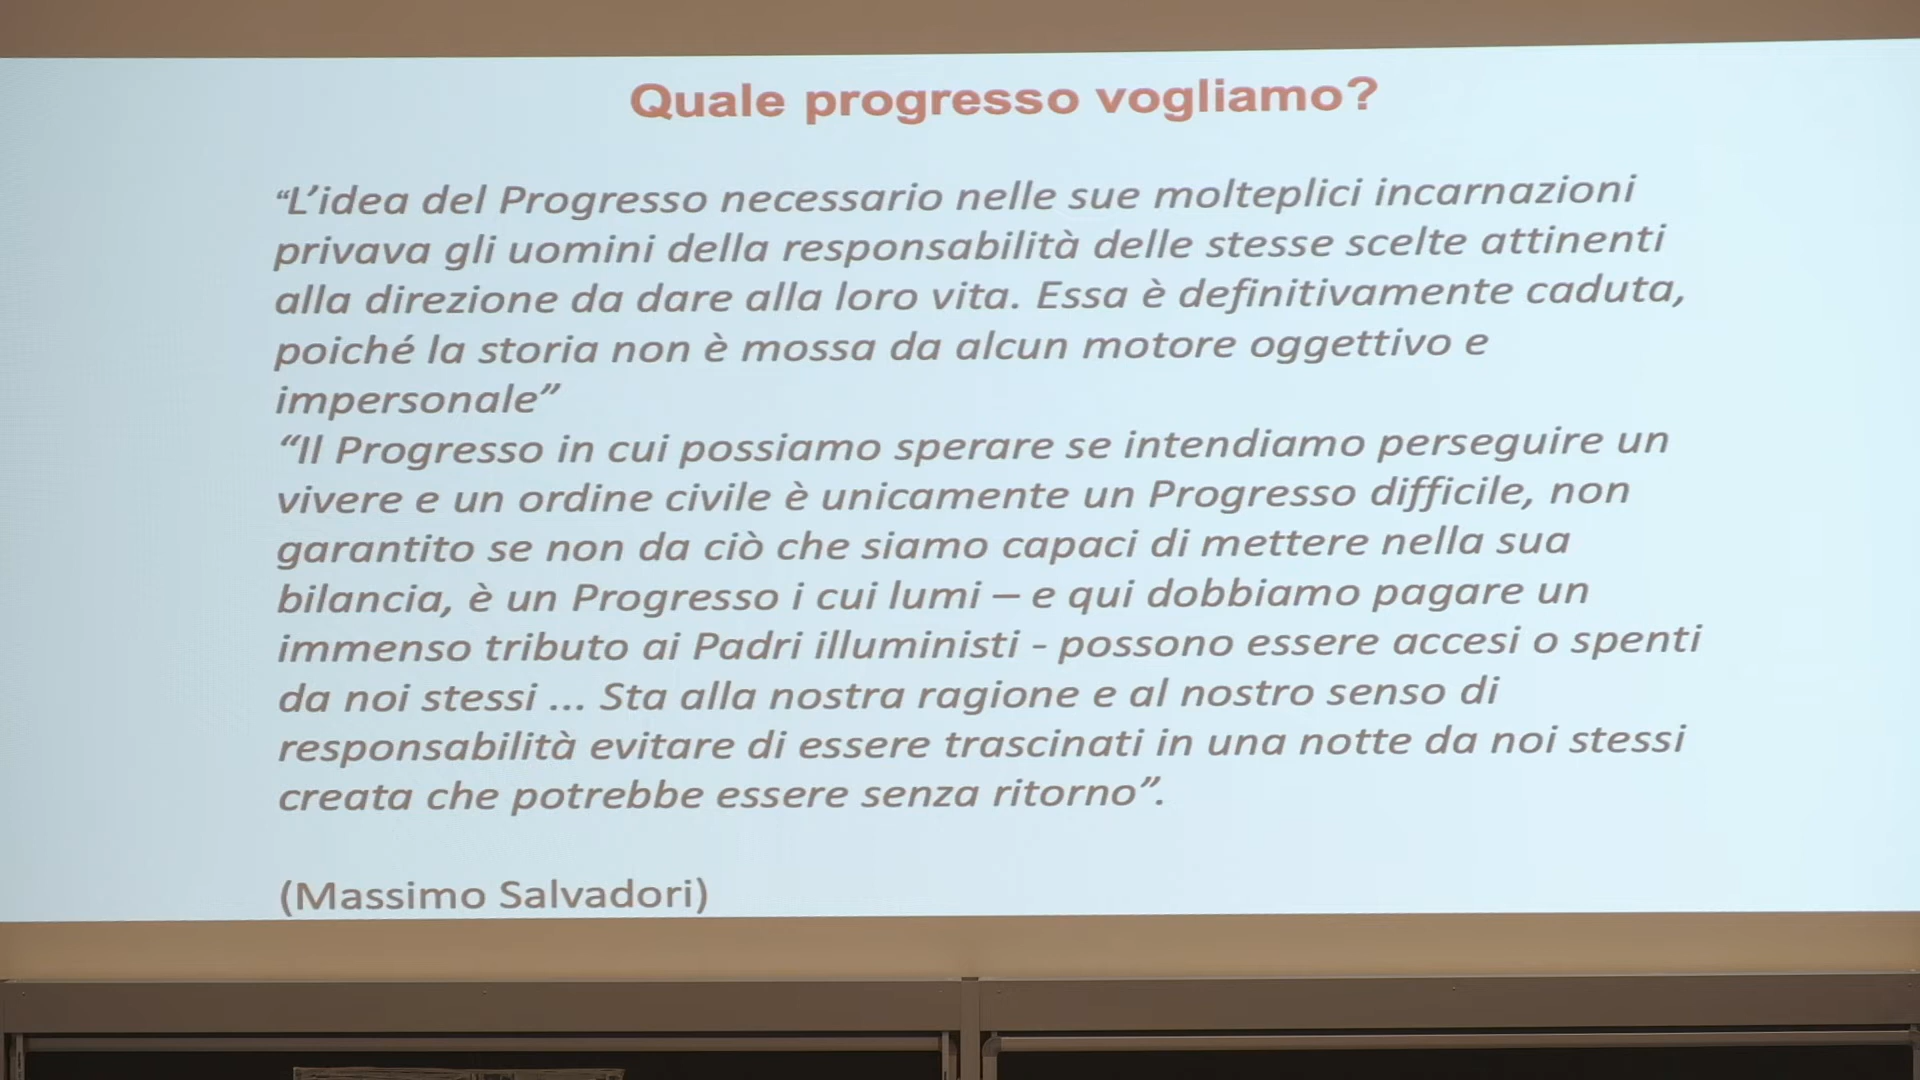 Quale progresso vogliamo?
“L’idea del Progresso necessario nelle sue molteplici incarnazioni
privava gli uomini della responsabilità delle stesse scelte attinenti
alla direzione da dare alla loro vita. Essa è definitivamente caduta,
poiché la storia non è mossa da alcun motore oggettivo e
impersonale”
“Il Progresso in cui possiamo sperare se intendiamo perseguire un
vivere e un ordine civile è unicamente un Progresso difficile, non
garantito se non da ciò che siamo capaci di mettere nella sua
bilancia, è un Progresso i cui lumi – e qui dobbiamo pagare un
immenso tributo ai Padri illuministi - possono essere accesi o spenti
da noi stessi ... Sta alla nostra ragione e al nostro senso di
responsabilità evitare di essere trascinati in una notte da noi stessi
creata che potrebbe essere senza ritorno”.
(Massimo Salvadori)